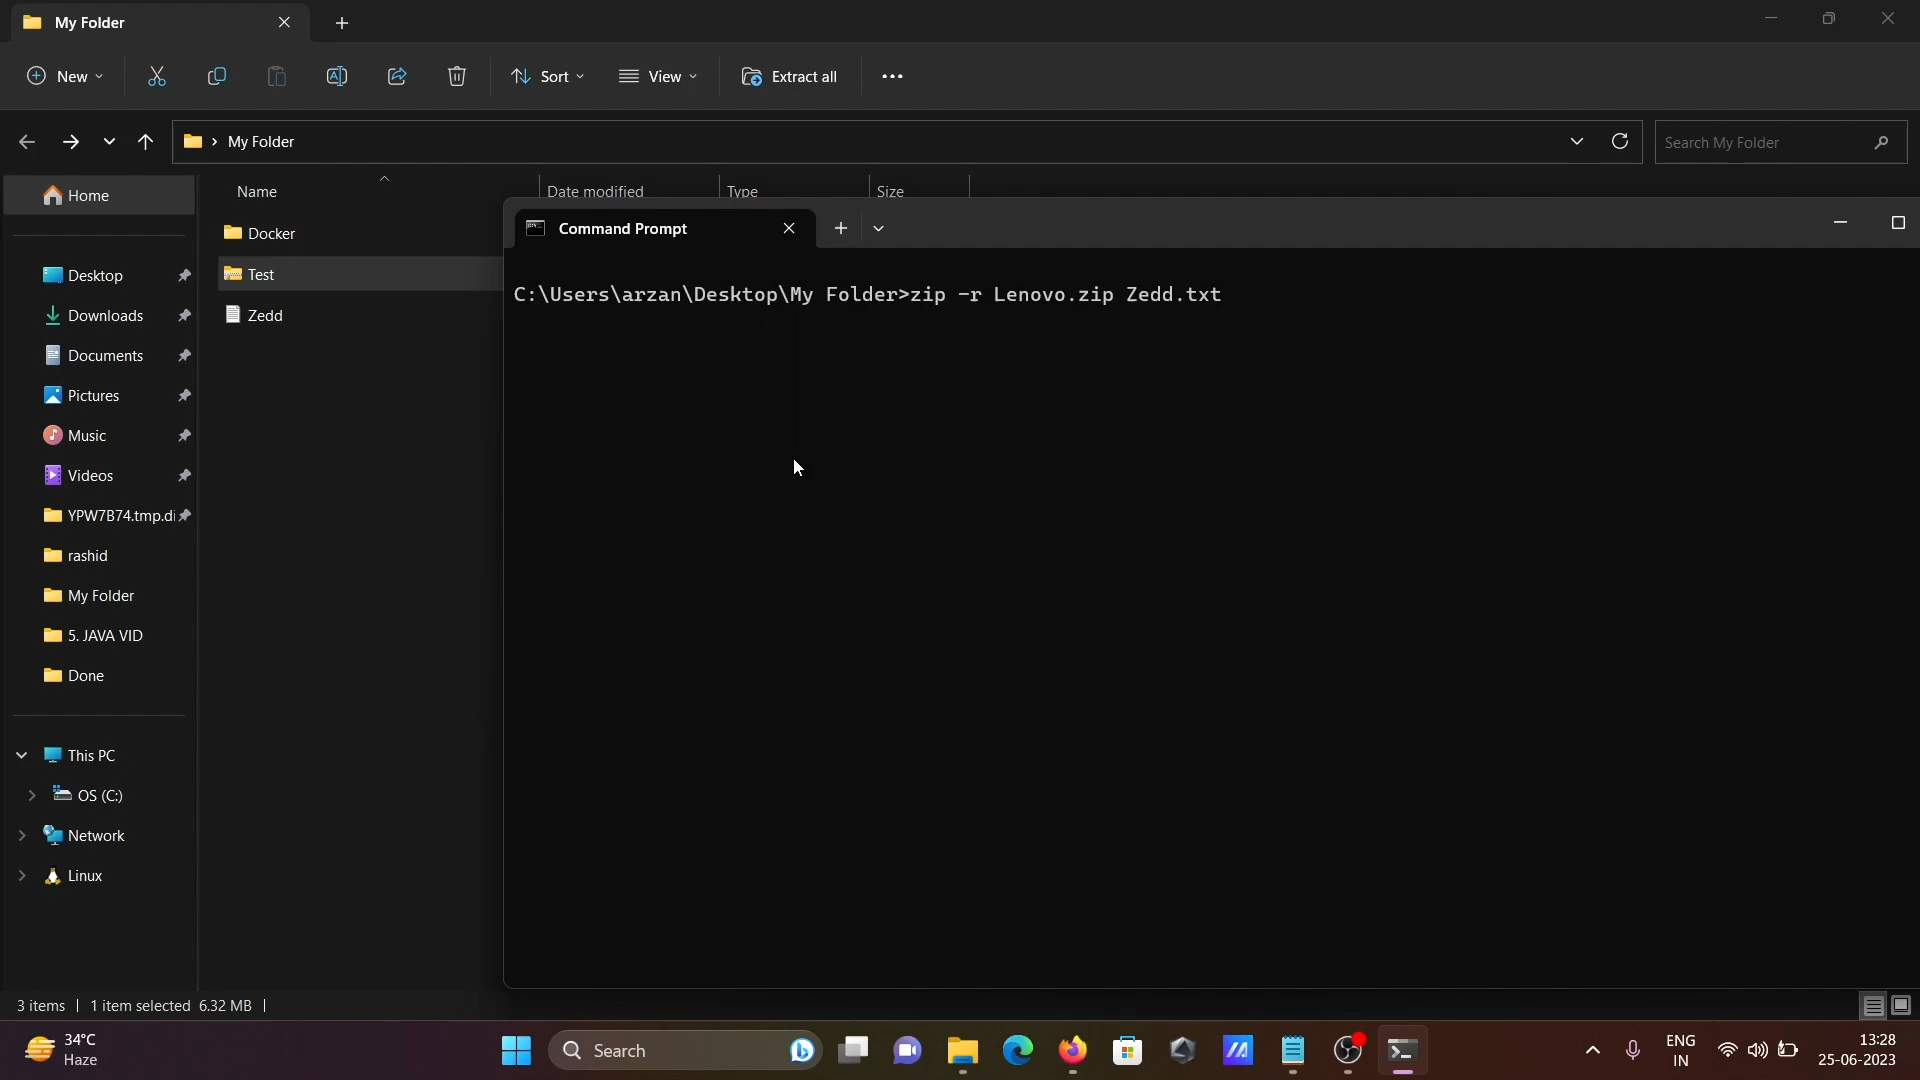 My Folder
New
Sort
View
Extract all
My Folder
Search My Folder
Home
Desktop
Downloads
Documents
Pictures
Music
Videos
YPW7B74.tmp.di
rashid
My Folder
5. JAVA VID
Done
This PC
OS (C:)
Network
Linux
Name
Date modified
Type
Size
Docker
Test
Zedd
Command Prompt
C:\Users\arzan\Desktop\My Folder>zip -r Lenovo.zip Zedd.txt
3 items
1 item selected 6.32 MB
34°C
Haze
Search
ENG
IN
13:28
25-06-2023